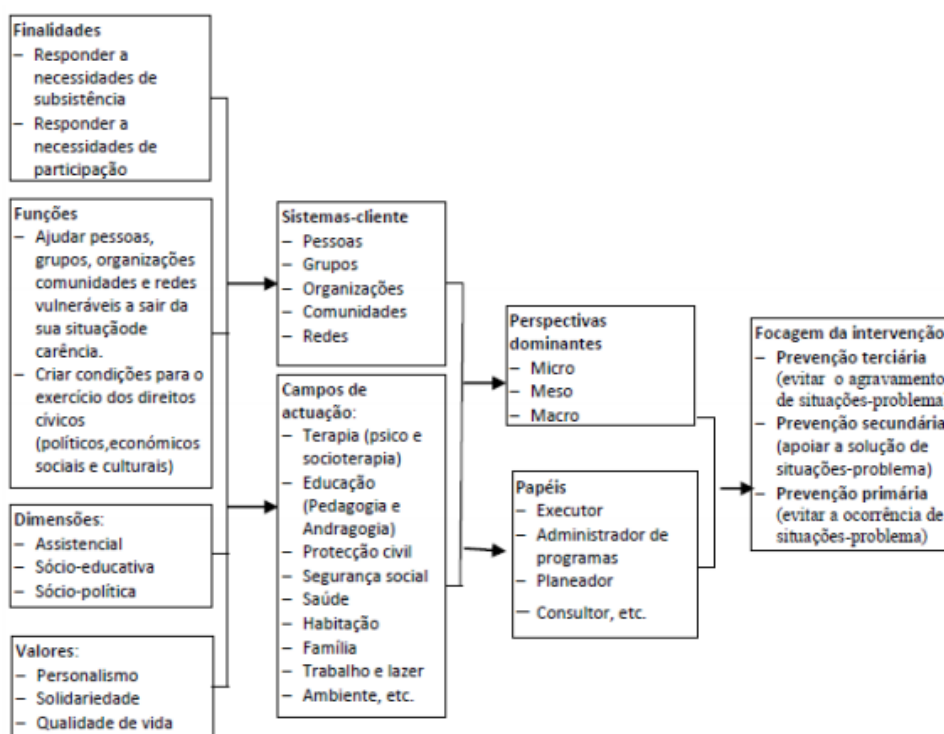 Finalidades
– Responder a
necessidades de
subsistência
– Responder a
necessidades de
participação
Funções
– Ajudar pessoas,
grupos, organizações
comunidades e redes
vulneráveis a sair da
sua situaçãode
carência.
– Criar condições para o
exercício dos direitos
cívicos
(políticos,económicos
sociais e culturais)
Dimensões:
– Assistencial
– Sócio-educativa
– Sócio-política
Valores:
– Personalismo
– Solidariedade
– Qualidade de vida
Sistemas-cliente
– Pessoas
– Grupos
– Organizações
– Comunidades
– Redes
Campos de
actuação:
– Terapia (psico e
socioterapia)
– Educação
(Pedagogia e
Andragogia)
– Protecção civil
– Segurança social
– Saúde
– Habitação
– Família
– Trabalho e lazer
– Ambiente, etc.
Perspectivas
dominantes
– Micro
– Meso
– Macro
Papéis
– Executor
– Administrador de
programas
– Planeador
– Consultor, etc.
Focagem da intervenção
– Prevenção terciária
(evitar o agravamento
de situações-problema)
– Prevenção secundária
(apoiar a solução de
situações-problema)
– Prevenção primária
(evitar a ocorrência de
situações-problema)